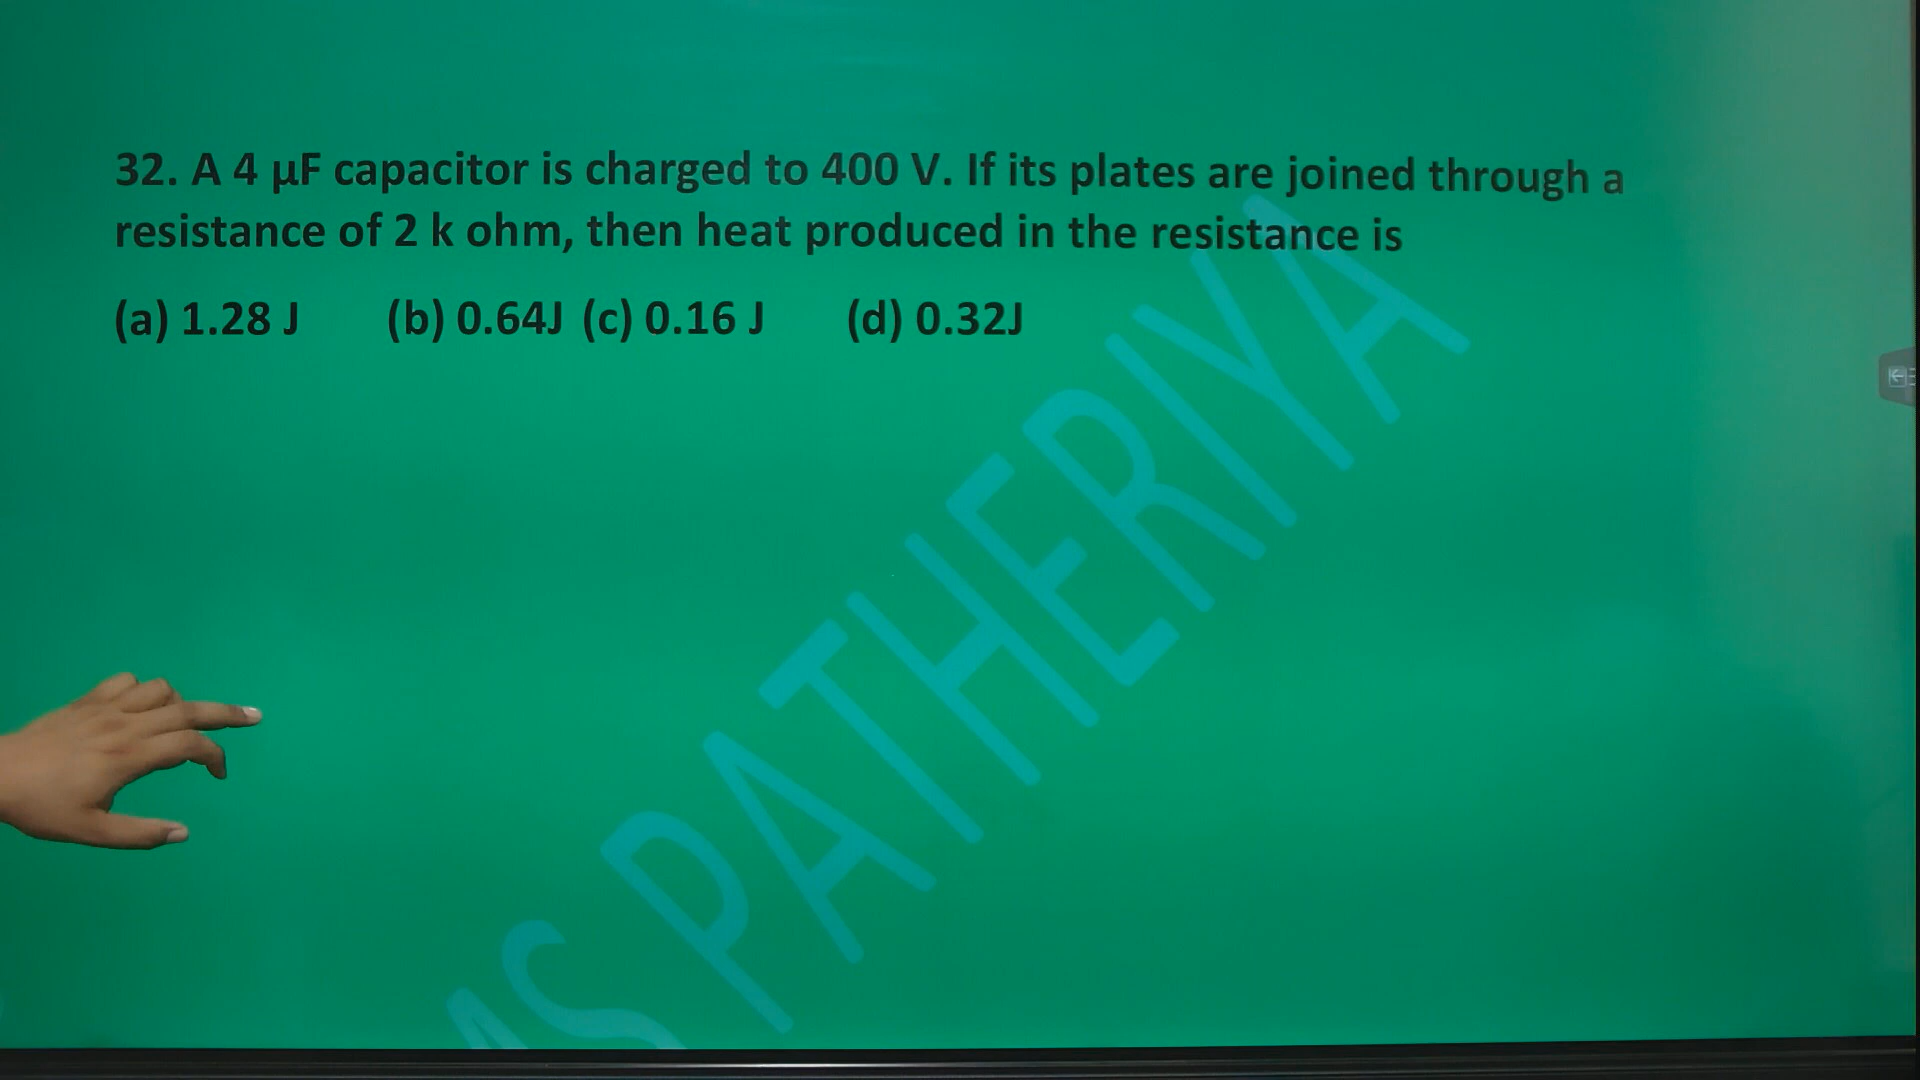 32. A 4 µF capacitor is charged to 400 V. If its plates are joined through a
resistance of 2 k ohm, then heat produced in the resistance is
(a) 1.28 J (b) 0.64J (c) 0.16 J (d) 0.32J
PATHERIYA